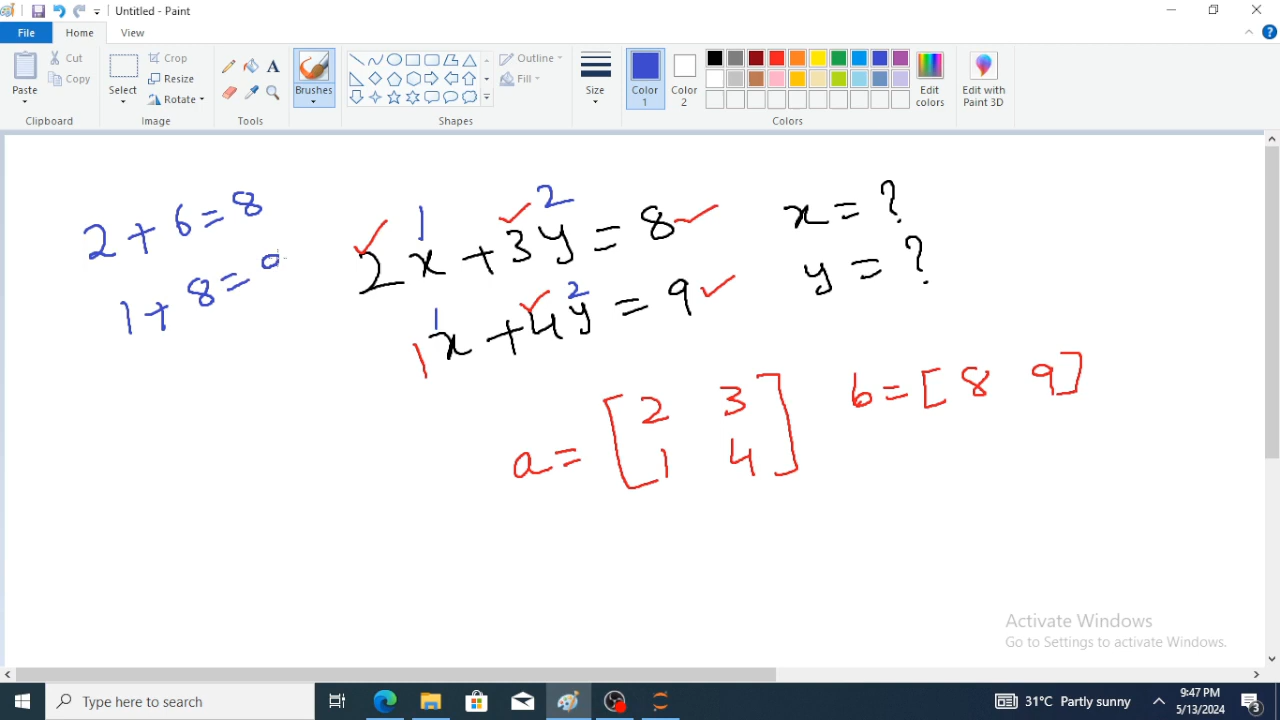 Untitled - Paint
File Home View
Paste
Cut
Copy
Clipboard
Select
Crop
Resize
Rotate
Image
Tools
Brushes
Outline
Fill
Shapes
Size
Color 1
Color 2
Edit colors
Colors
Edit with Paint 3D
2 + 6 = 8
1 + 8 =
1 2
2x + 3y = 8
1 2
1x + 4y = 9
x = ?
y = ?
a = [2 3
1 4]
b = [8 9]
Activate Windows
Go to Settings to activate Windows.
Type here to search
31°C Partly sunny
9:47 PM
5/13/2024
3